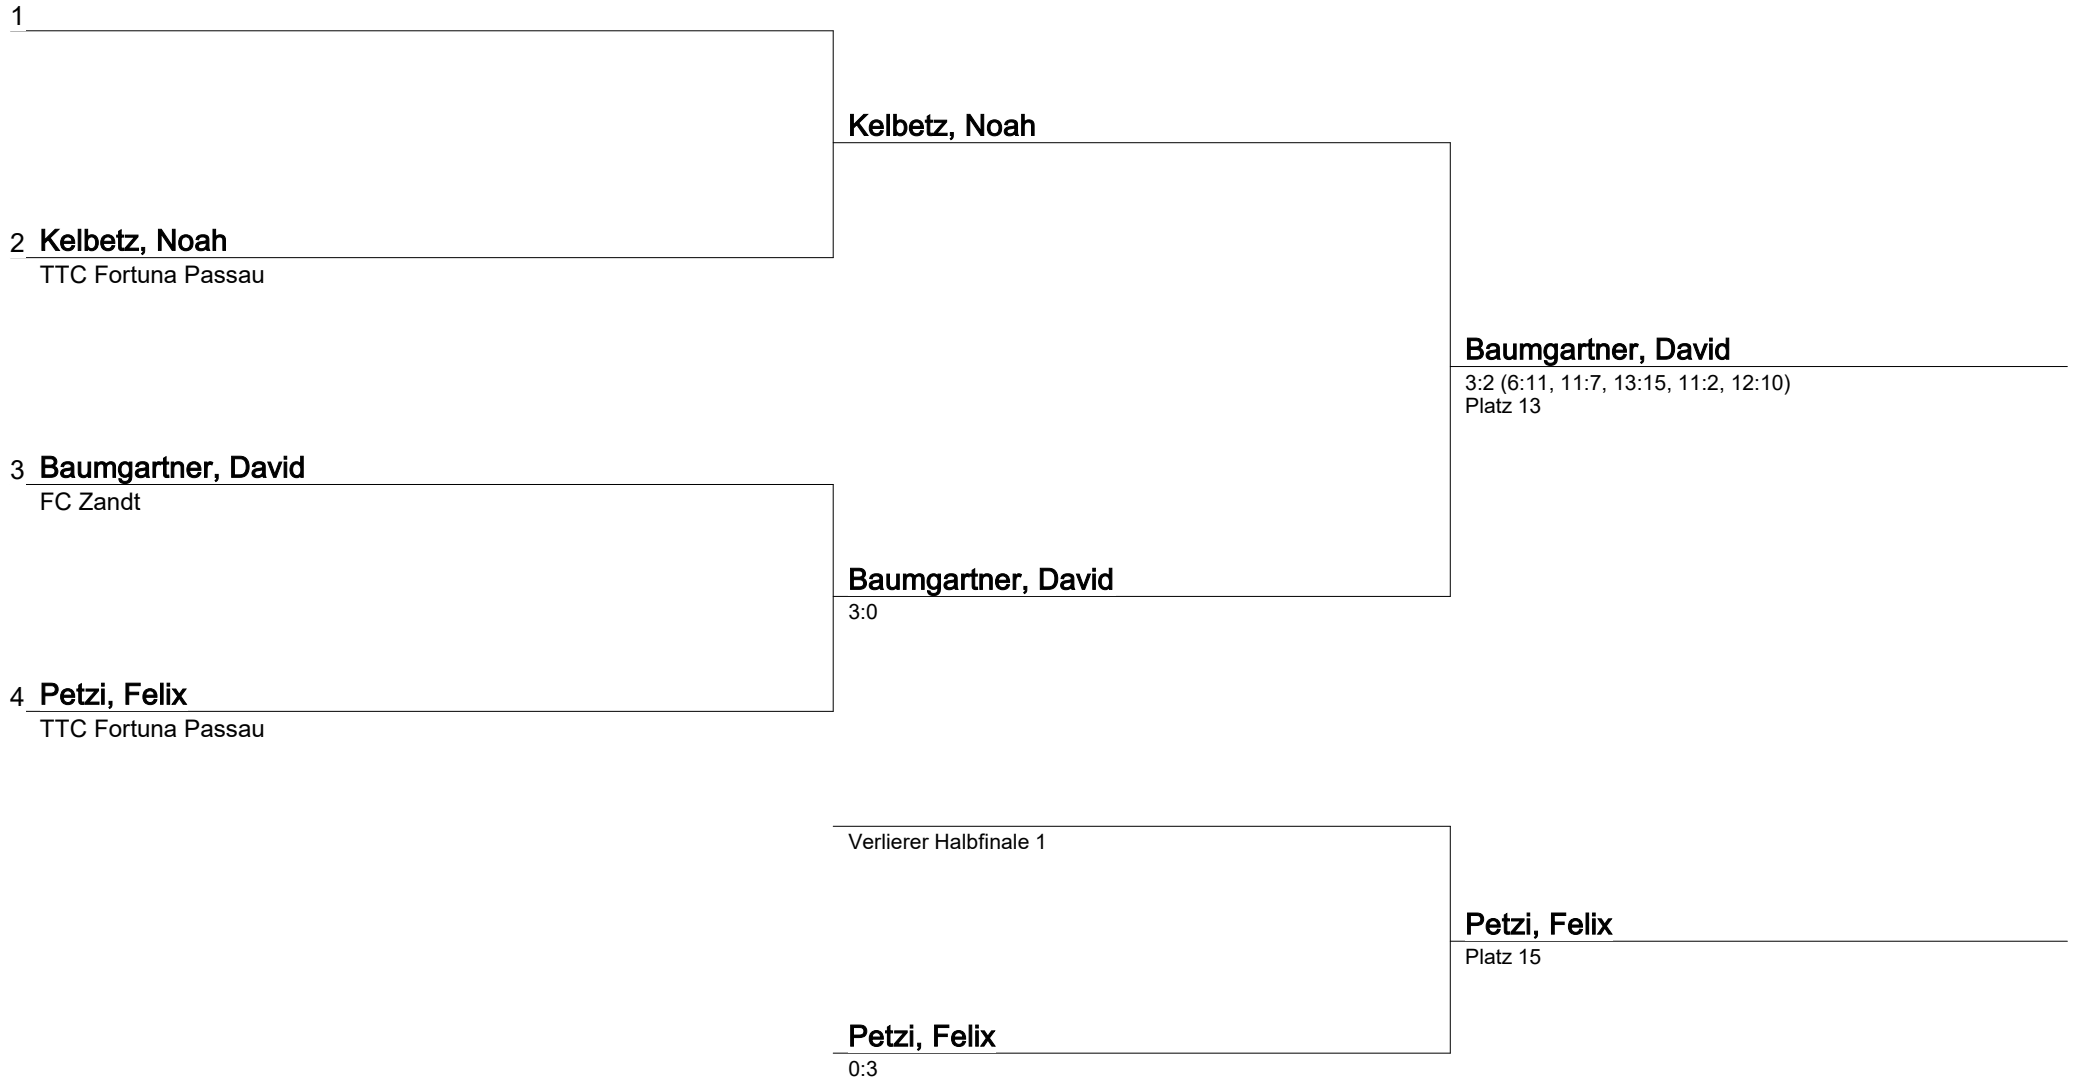 1
Kelbetz, Noah
2 Kelbetz, Noah
TTC Fortuna Passau
Baumgartner, David
3:2 (6:11, 11:7, 13:15, 11:2, 12:10)
Platz 13
3 Baumgartner, David
FC Zandt
Baumgartner, David
3:0
4 Petzi, Felix
TTC Fortuna Passau
Verlierer Halbfinale 1
Petzi, Felix
Platz 15
Petzi, Felix
0:3